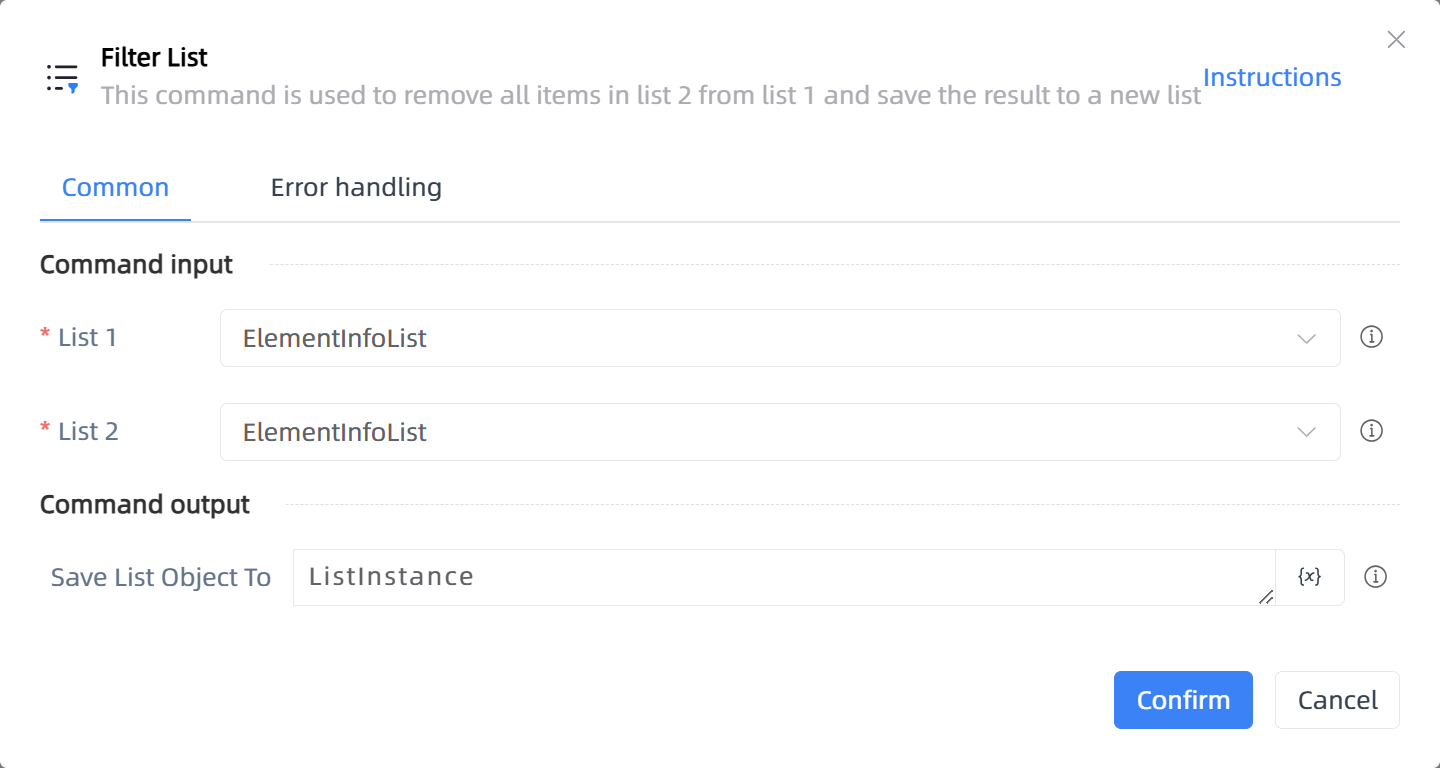 Filter List
This command is used to remove all items in list 2 from list 1 and save the result to a new list
Instructions
Common
Error handling
Command input
* List 1
ElementInfoList
* List 2
ElementInfoList
Command output
Save List Object To
ListInstance
{x}
Confirm
Cancel